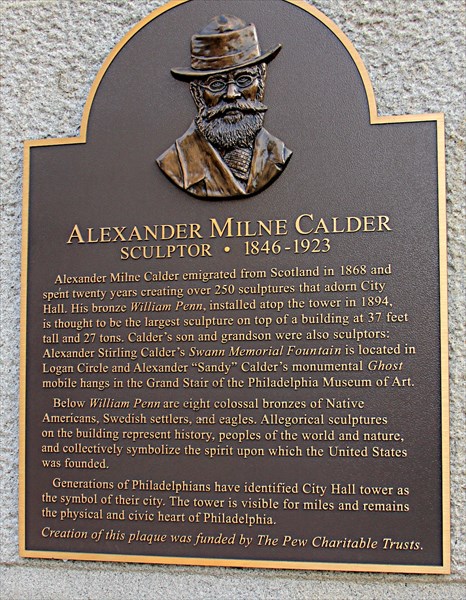 ALEXANDER MILNE CALDER
SCULPTOR • 1846-1923
Alexander Milne Calder emigrated from Scotland in 1868 and
spent twenty years creating over 250 sculptures that adorn City
Hall. His bronze William Penn, installed atop the tower in 1894,
is thought to be the largest sculpture on top of a building at 37 feet
tall and 27 tons. Calder's son and grandson were also sculptors:
Alexander Stirling Calder's Swann Memorial Fountain is located in
Logan Circle and Alexander "Sandy" Calder's monumental Ghost
mobile hangs in the Grand Stair of the Philadelphia Museum of Art.
Below William Penn are eight colossal bronzes of Native
Americans, Swedish settlers, and eagles. Allegorical sculptures
on the building represent history, peoples of the world and nature,
and collectively symbolize the spirit upon which the United States
was founded.
Generations of Philadelphians have identified City Hall tower as
the symbol of their city. The tower is visible for miles and remains
the physical and civic heart of Philadelphia.
Creation of this plaque was funded by The Pew Charitable Trusts.